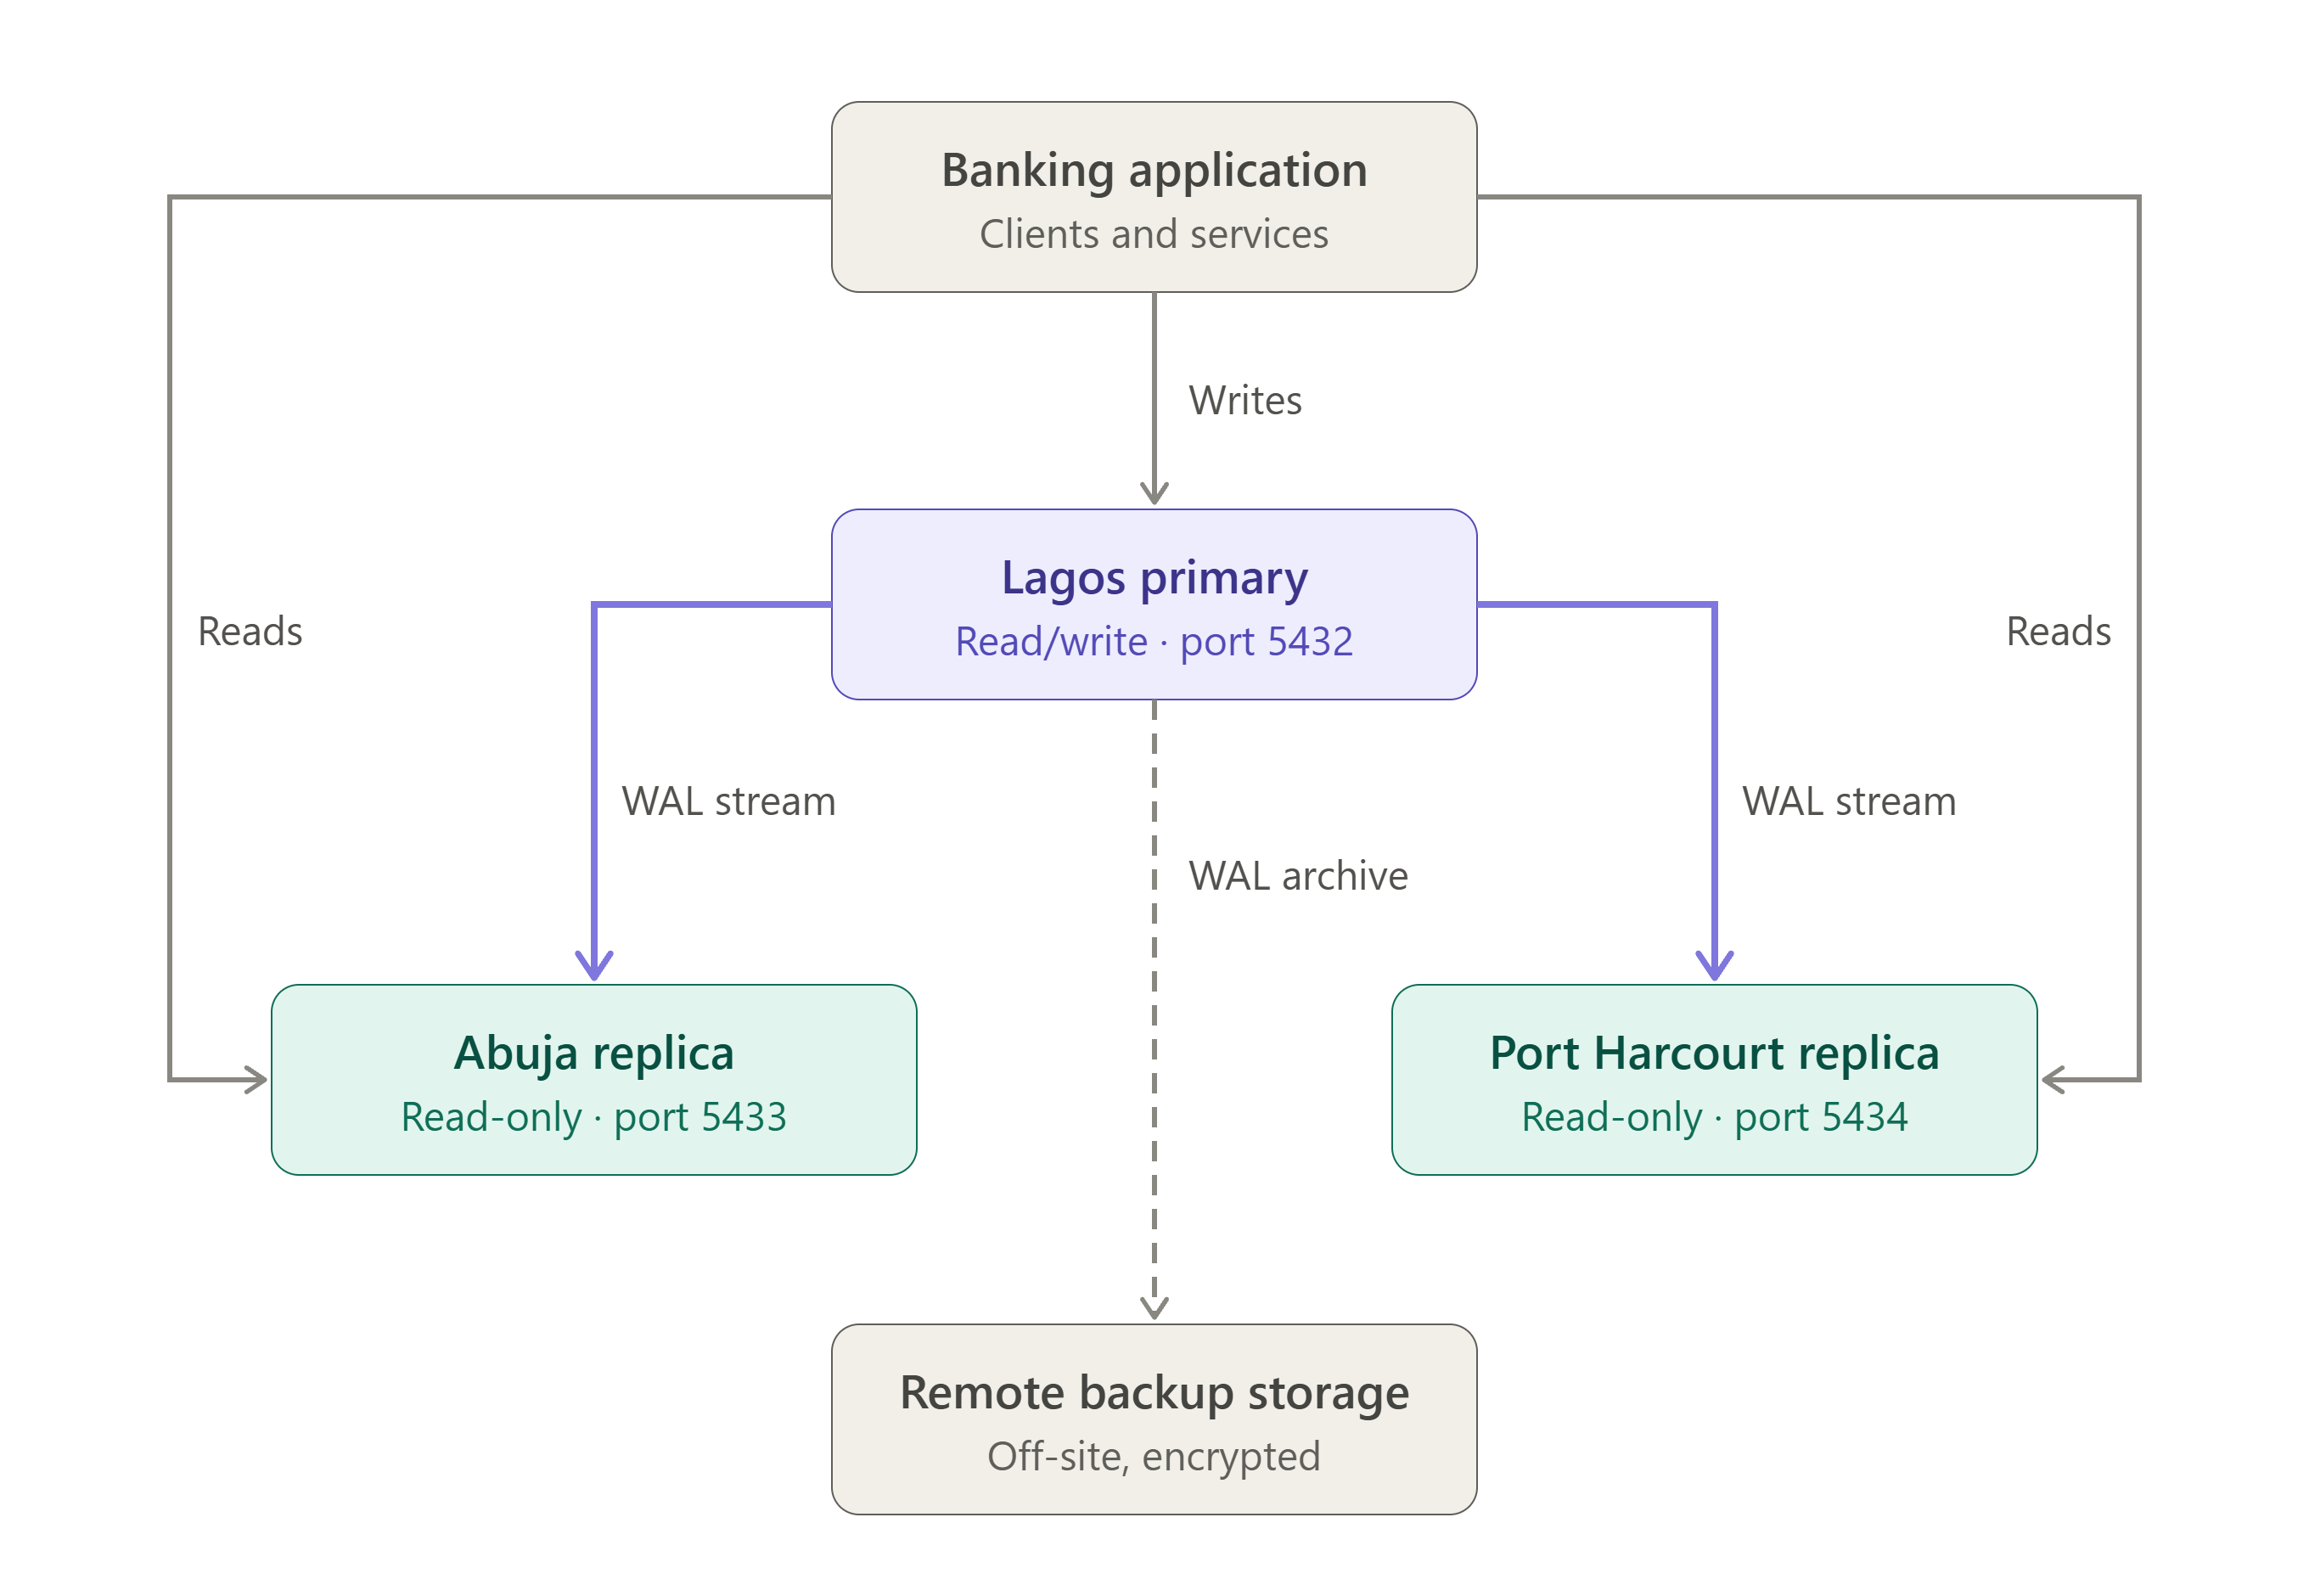 Banking application
Clients and services
Writes
Lagos primary
Read/write · port 5432
Reads
Reads
WAL stream
WAL stream
WAL archive
Abuja replica
Read-only · port 5433
Port Harcourt replica
Read-only · port 5434
Remote backup storage
Off-site, encrypted